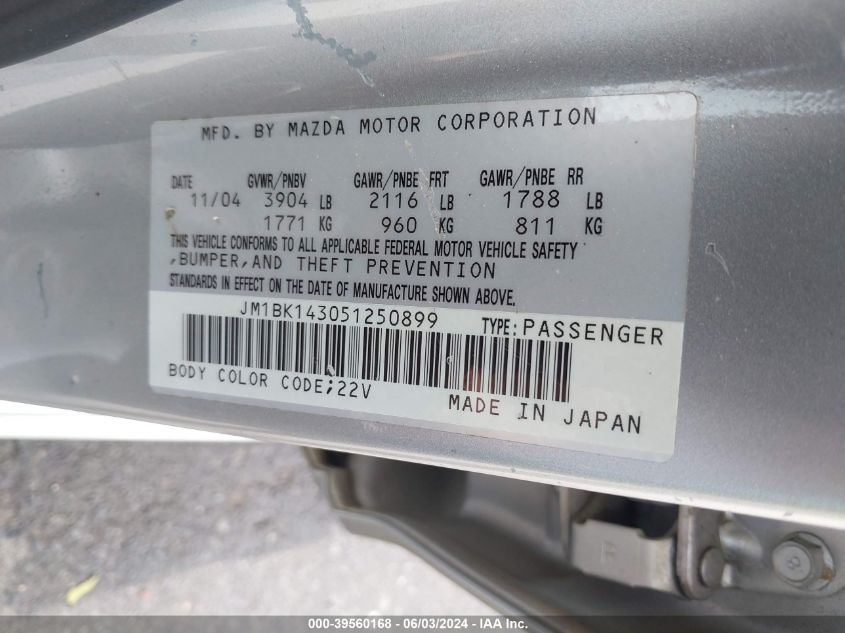 MFD. BY MAZDA MOTOR CORPORATION
DATE GVWR/PNBV GAWR/PNBE FRT GAWR/PNBE RR
11/04 3904 LB 2116 LB 1788 LB
1771 KG 960 KG 811 KG
THIS VEHICLE CONFORMS TO ALL APPLICABLE FEDERAL MOTOR VEHICLE SAFETY
,BUMPER,AND THEFT PREVENTION
STANDARDS IN EFFECT ON THE DATE OF MANUFACTURE SHOWN ABOVE.
JM1BK143051250899 TYPE:PASSENGER
BODY COLOR CODE;22V
MADE IN JAPAN
F
8
000-39560168 - 06/03/2024 - IAA Inc.